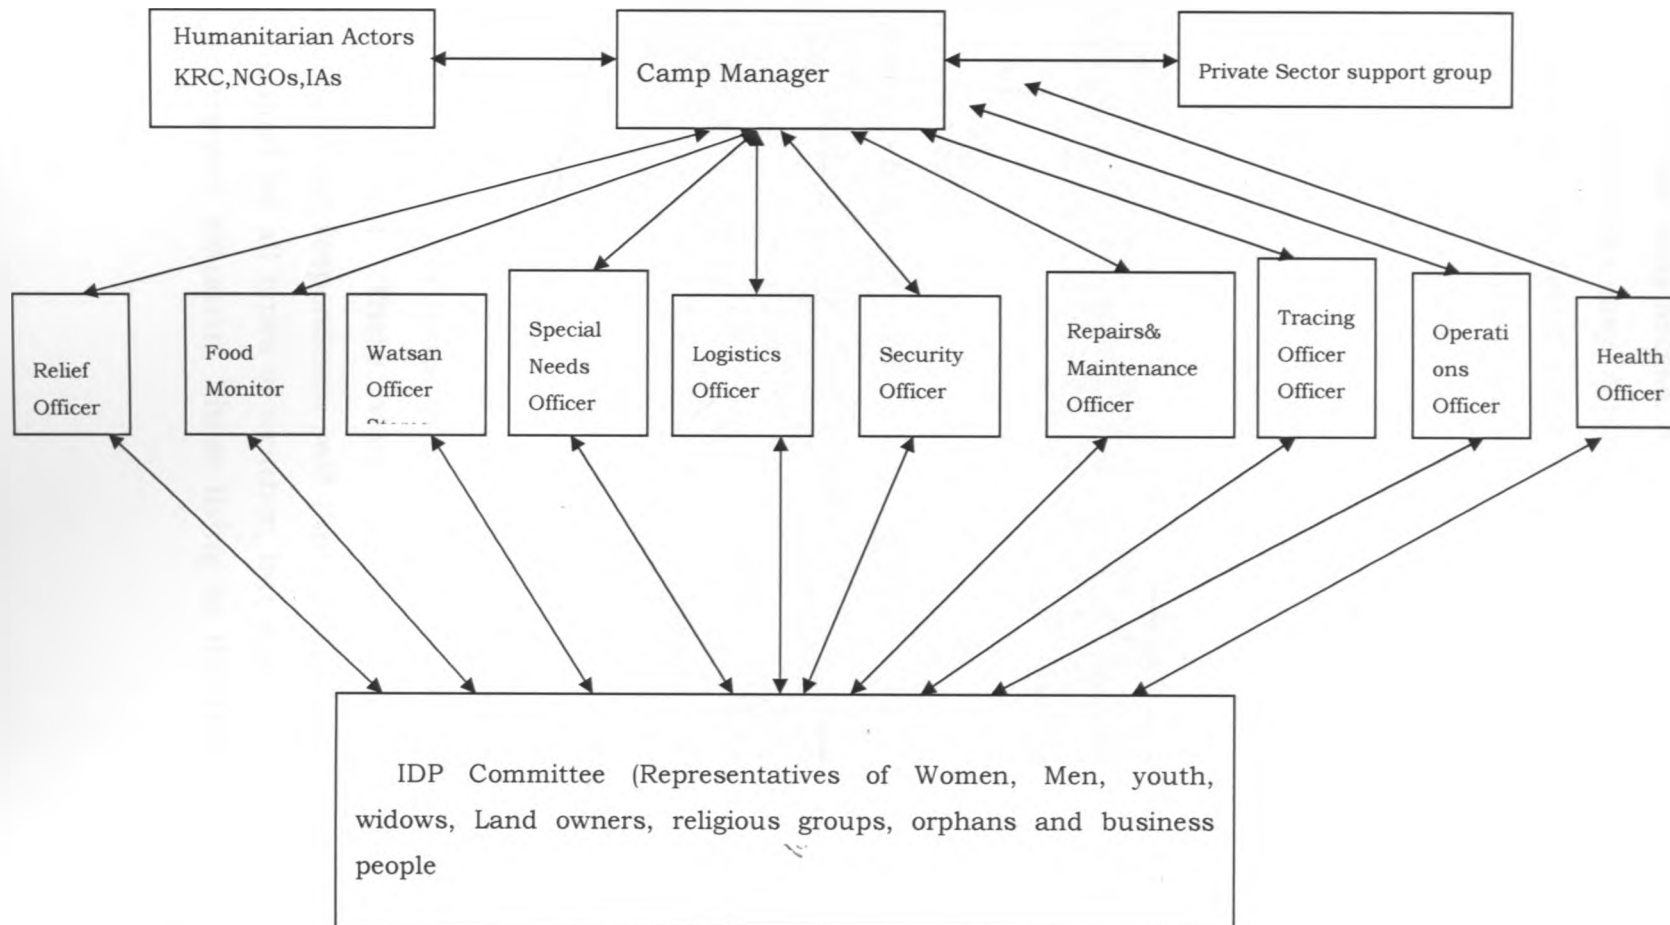 Humanitarian Actors
KRC,NGOs,IAs
Camp Manager
Private Sector support group
Relief
Officer
Food
Monitor
Watsan
Officer
Special
Needs
Officer
Logistics
Officer
Security
Officer
Repairs&
Maintenance
Officer
Tracing
Officer
Officer
Operati
ons
Officer
Health
Officer
IDP Committee (Representatives of Women, Men, youth,
widows, Land owners, religious groups, orphans and business
people